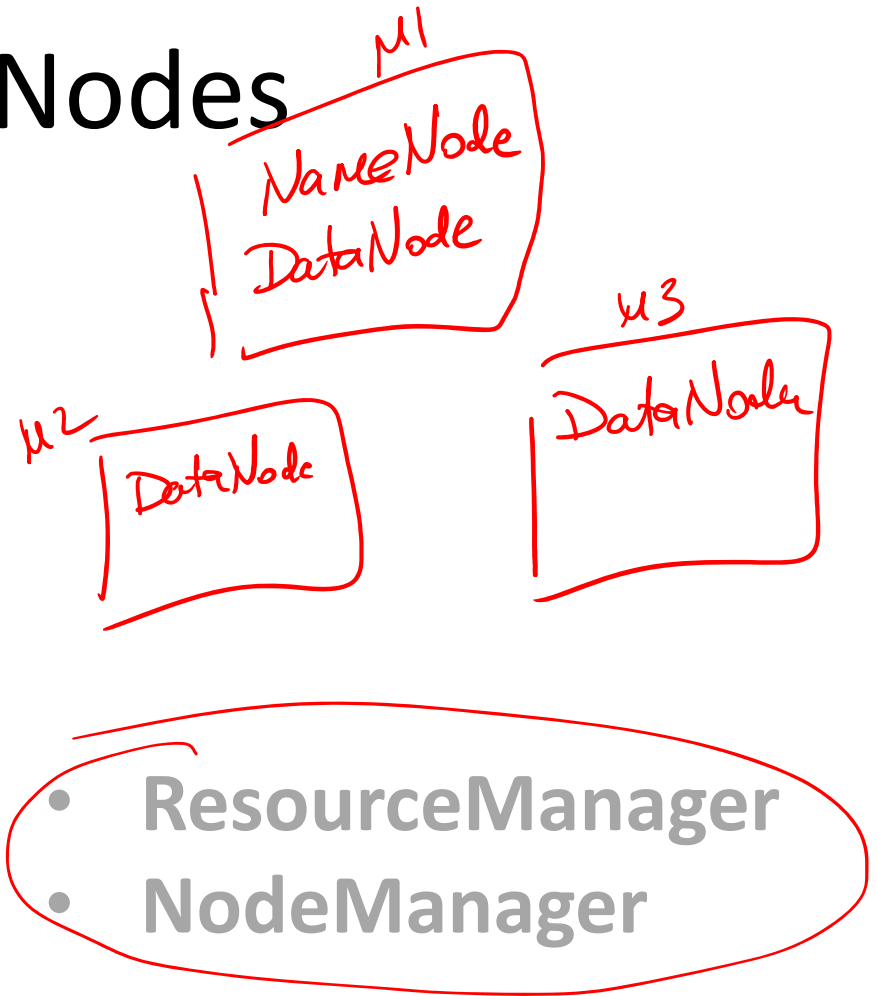 Nodes
M1
NameNode
DataNode
M3
DataNode
M2
DataNode
• ResourceManager
• NodeManager